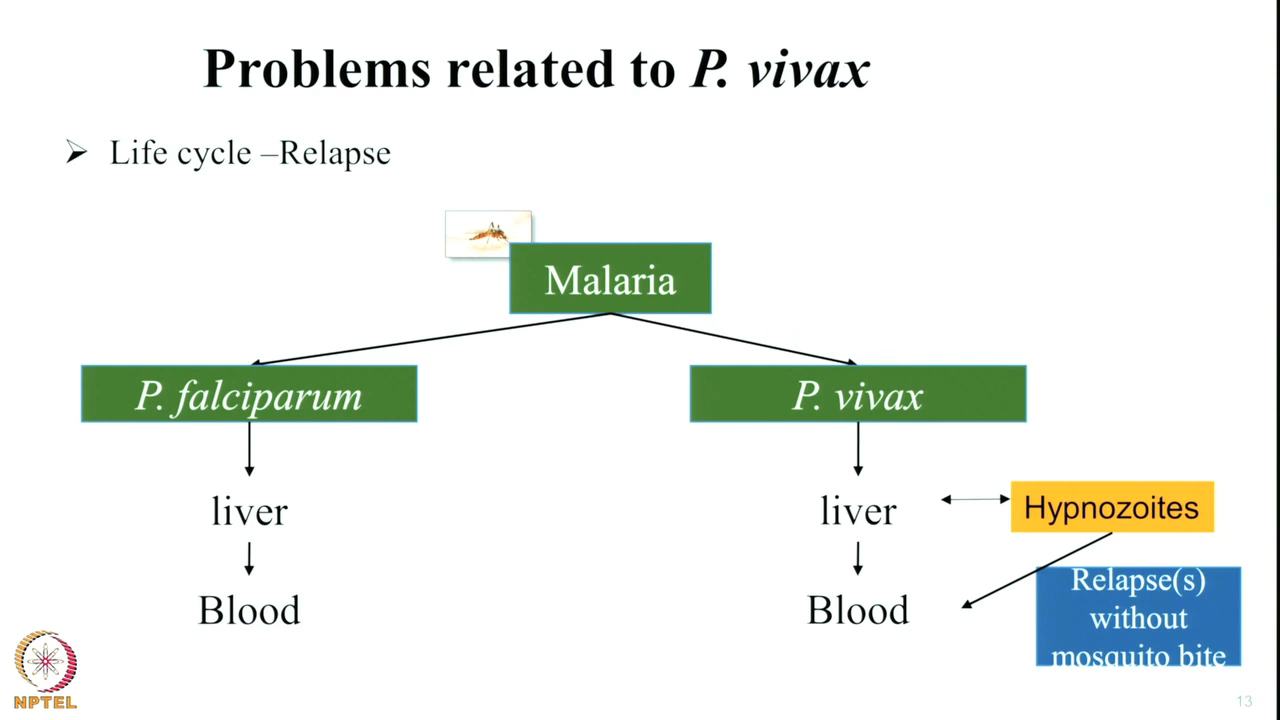 Problems related to P. vivax
➢ Life cycle –Relapse
Malaria
P. falciparum
P. vivax
liver
liver
Hypnozoites
Blood
Blood
Relapse(s)
without
mosquito bite
NPTEL
13